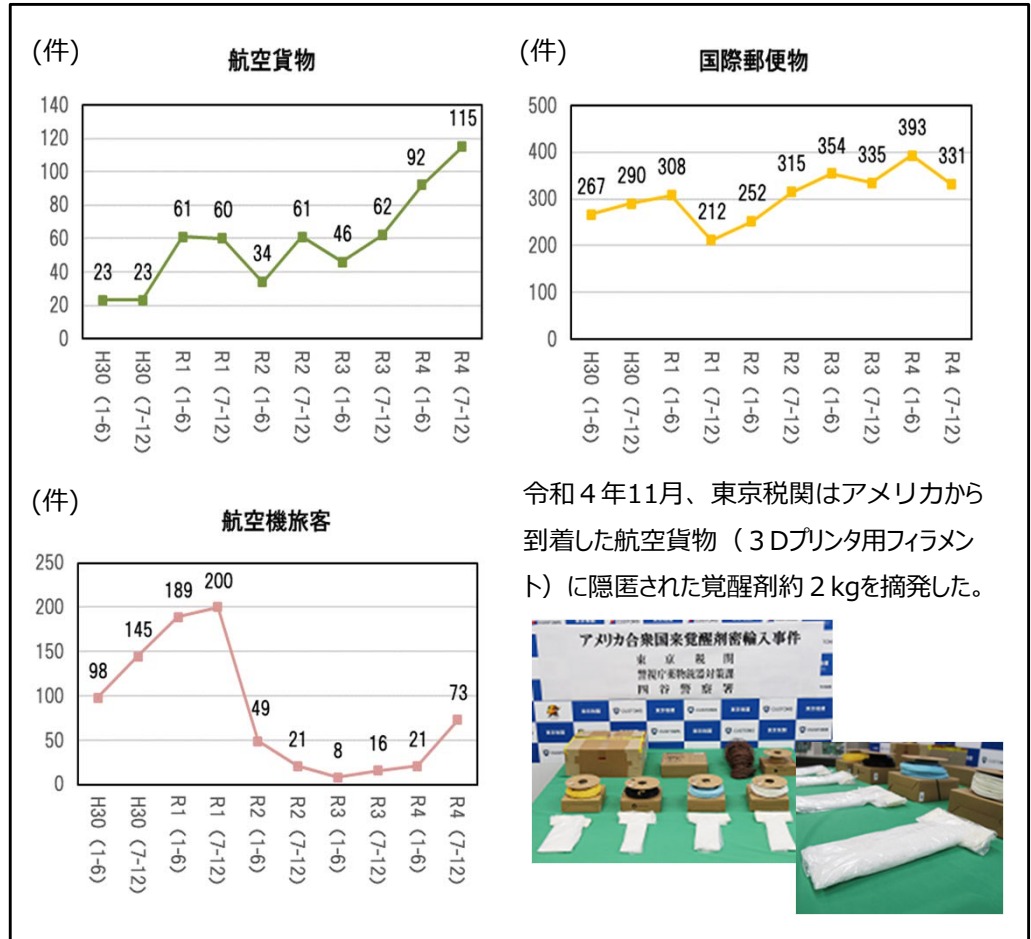 (件)
航空貨物
140
120
100
80
60
40
20
0
23
23
61
60
34
61
46
62
92
115
H30 (1-6)
H30 (7-12)
R1 (1-6)
R1 (7-12)
R2 (1-6)
R2 (7-12)
R3 (1-6)
R3 (7-12)
R4 (1-6)
R4 (7-12)
(件)
国際郵便物
500
400
300
200
100
0
267
290
308
212
252
315
354
335
393
331
H30 (1-6)
H30 (7-12)
R1 (1-6)
R1 (7-12)
R2 (1-6)
R2 (7-12)
R3 (1-6)
R3 (7-12)
R4 (1-6)
R4 (7-12)
(件)
航空機旅客
250
200
150
100
50
0
98
145
189
200
49
21
8
16
21
73
H30 (1-6)
H30 (7-12)
R1 (1-6)
R1 (7-12)
R2 (1-6)
R2 (7-12)
R3 (1-6)
R3 (7-12)
R4 (1-6)
R4 (7-12)
令和４年11月、東京税関はアメリカから
到着した航空貨物（３Dプリンタ用フィラメン
ト）に隠匿された覚醒剤約２kgを摘発した。
アメリカ合衆国来覚醒剤密輸入事件
東京税関
警視庁薬物銃器対策課
四谷警察署